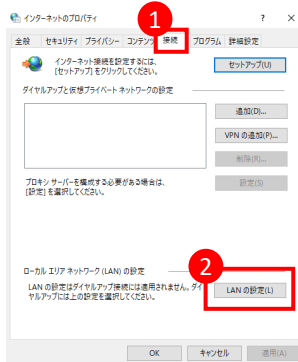 インターネットのプロパティ
?
×
1
全般 セキュリティ プライバシー コンテンツ 接続 プログラム 詳細設定
インターネット接続を設定するには、
[セットアップ] をクリックしてください。
セットアップ(U)
ダイヤルアップと仮想プライベート ネットワークの設定
追加(D)...
VPN の追加(P)...
削除(R)...
プロキシ サーバーを構成する必要がある場合は、
[設定] を選択してください。
設定(S)
ローカル エリア ネットワーク (LAN) の設定
2
LAN の設定はダイヤルアップ接続には適用されません。ダイ
ヤルアップには上の設定を選択してください。
LAN の設定(L)
OK キャンセル 適用(A)